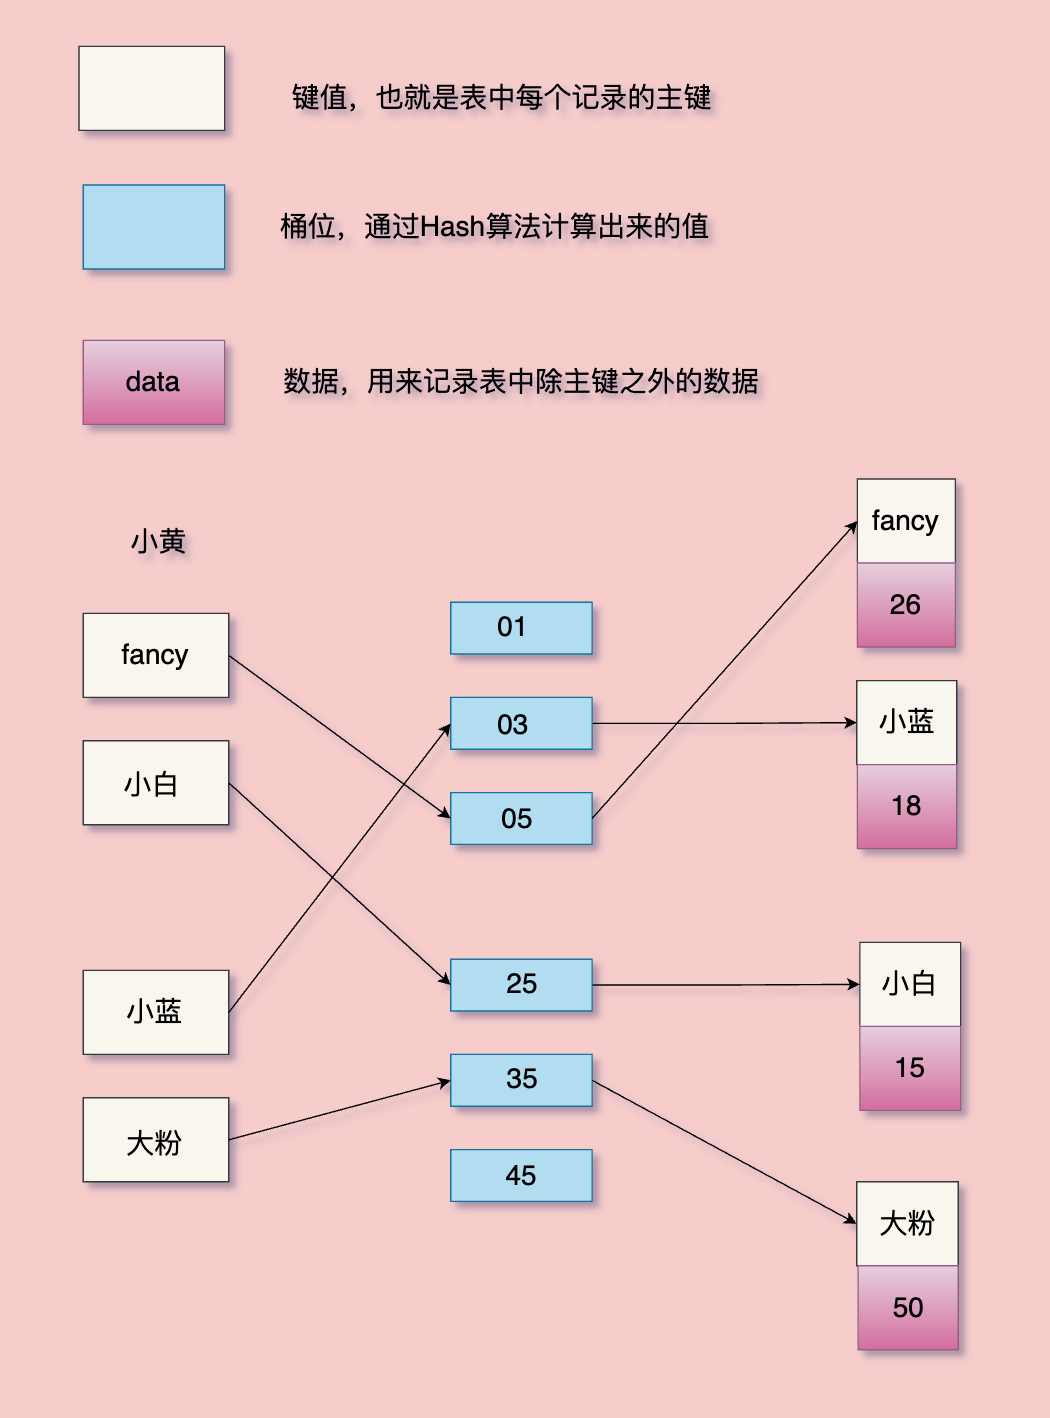 键值，也就是表中每个记录的主键
桶位，通过Hash算法计算出来的值
data
数据，用来记录表中除主键之外的数据
小黄
fancy
小白
小蓝
大粉
01
03
05
25
35
45
fancy
26
小蓝
18
小白
15
大粉
50